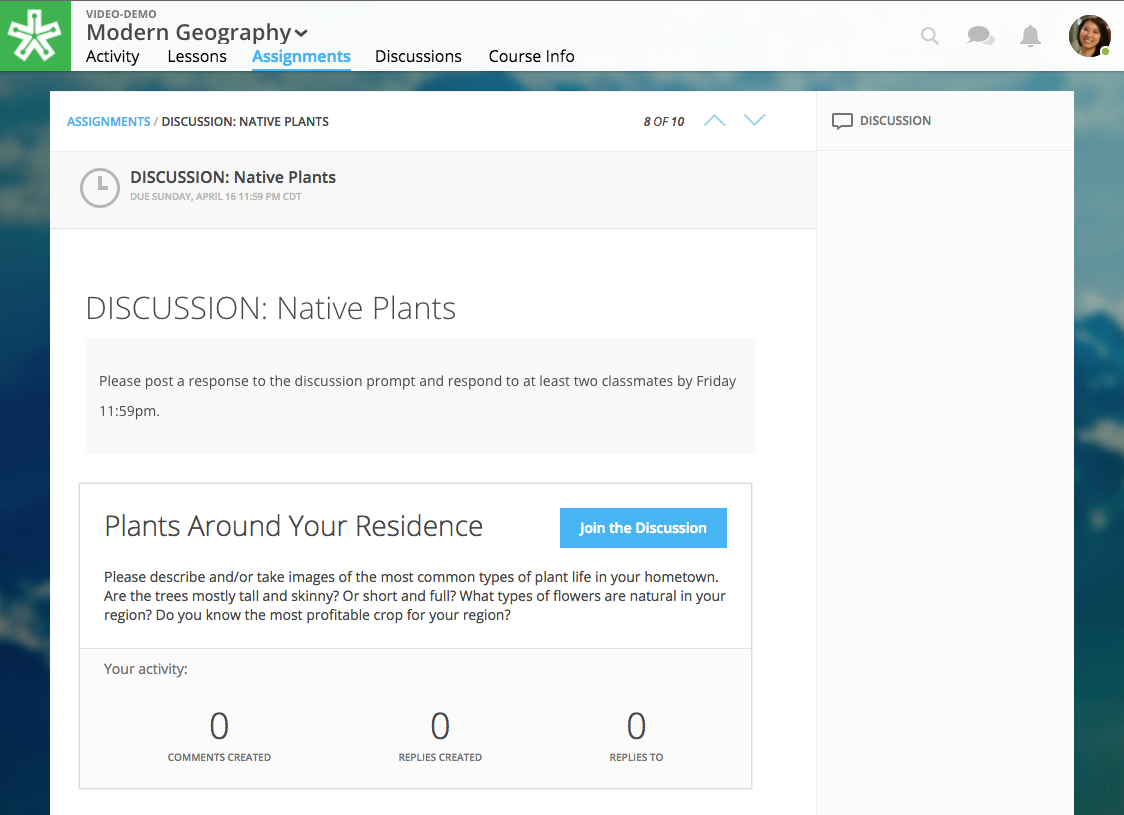 VIDEO-DEMO
Modern Geography
Activity Lessons Assignments Discussions Course Info
ASSIGNMENTS / DISCUSSION: NATIVE PLANTS
8 OF 10
DISCUSSION
DISCUSSION: Native Plants
DUE SUNDAY, APRIL 16 11:59 PM CDT
DISCUSSION: Native Plants
Please post a response to the discussion prompt and respond to at least two classmates by Friday
11:59pm.
Plants Around Your Residence
Join the Discussion
Please describe and/or take images of the most common types of plant life in your hometown.
Are the trees mostly tall and skinny? Or short and full? What types of flowers are natural in your
region? Do you know the most profitable crop for your region?
Your activity:
0 0 0
COMMENTS CREATED REPLIES CREATED REPLIES TO